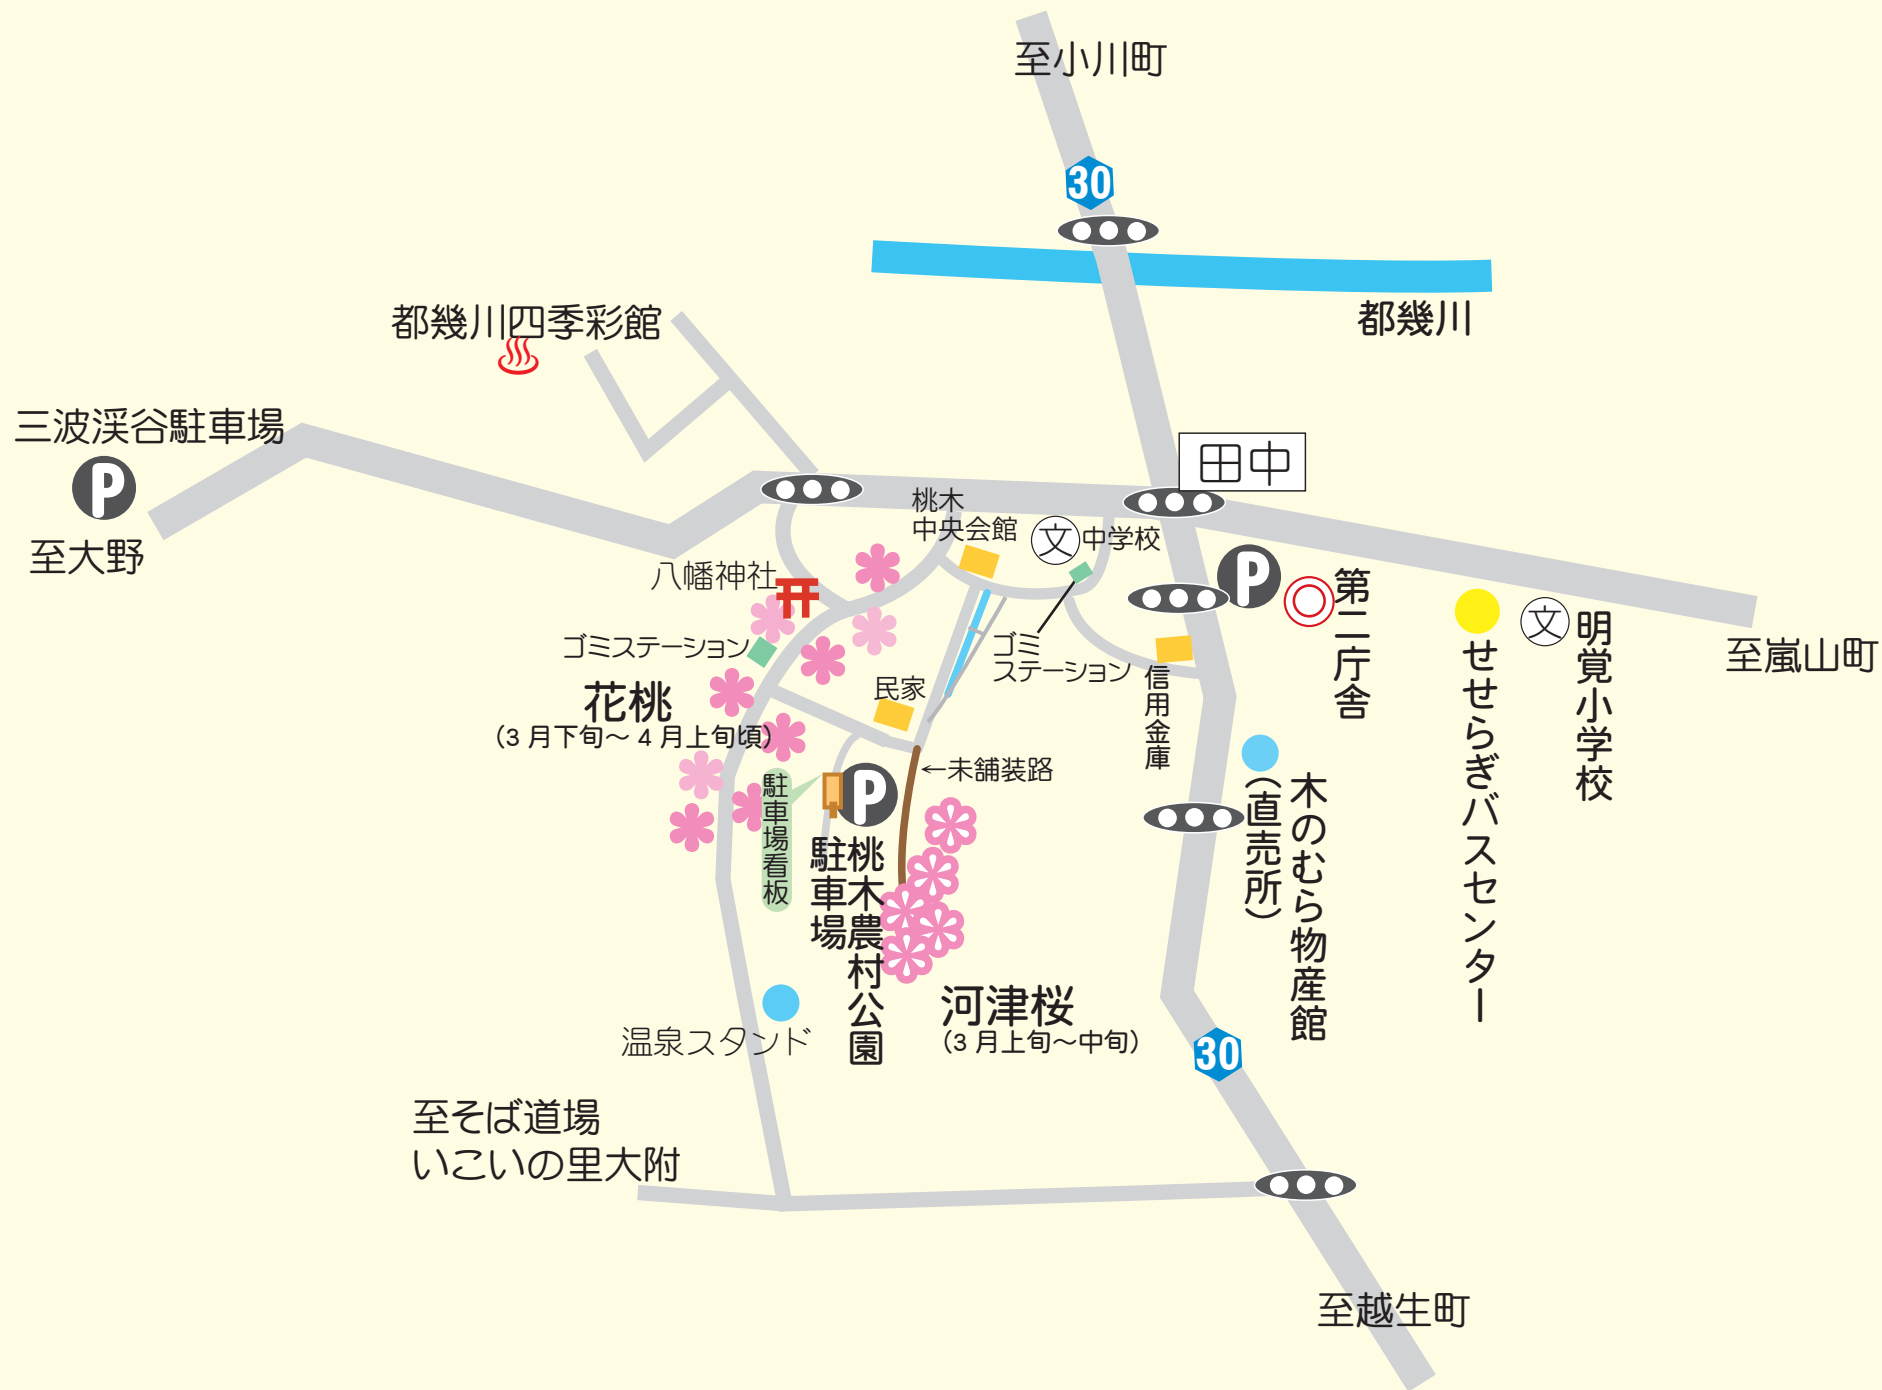 至小川町
30
都幾川
都幾川四季彩館
三波渓谷駐車場
P
至大野
田中
桃木
中央会館
文
中学校
八幡神社
P
第二庁舎
文
明覚小学校
せせらぎバスセンター
至嵐山町
ゴミステーション
ゴミ
ステーション
信用金庫
民家
花桃
（3月下旬～4月上旬頃）
←未舗装路
駐車場看板
P
桃木農村公園
駐車場
木のむら物産館
（直売所）
河津桜
（3月上旬～中旬）
温泉スタンド
30
至そば道場
いこいの里大附
至越生町